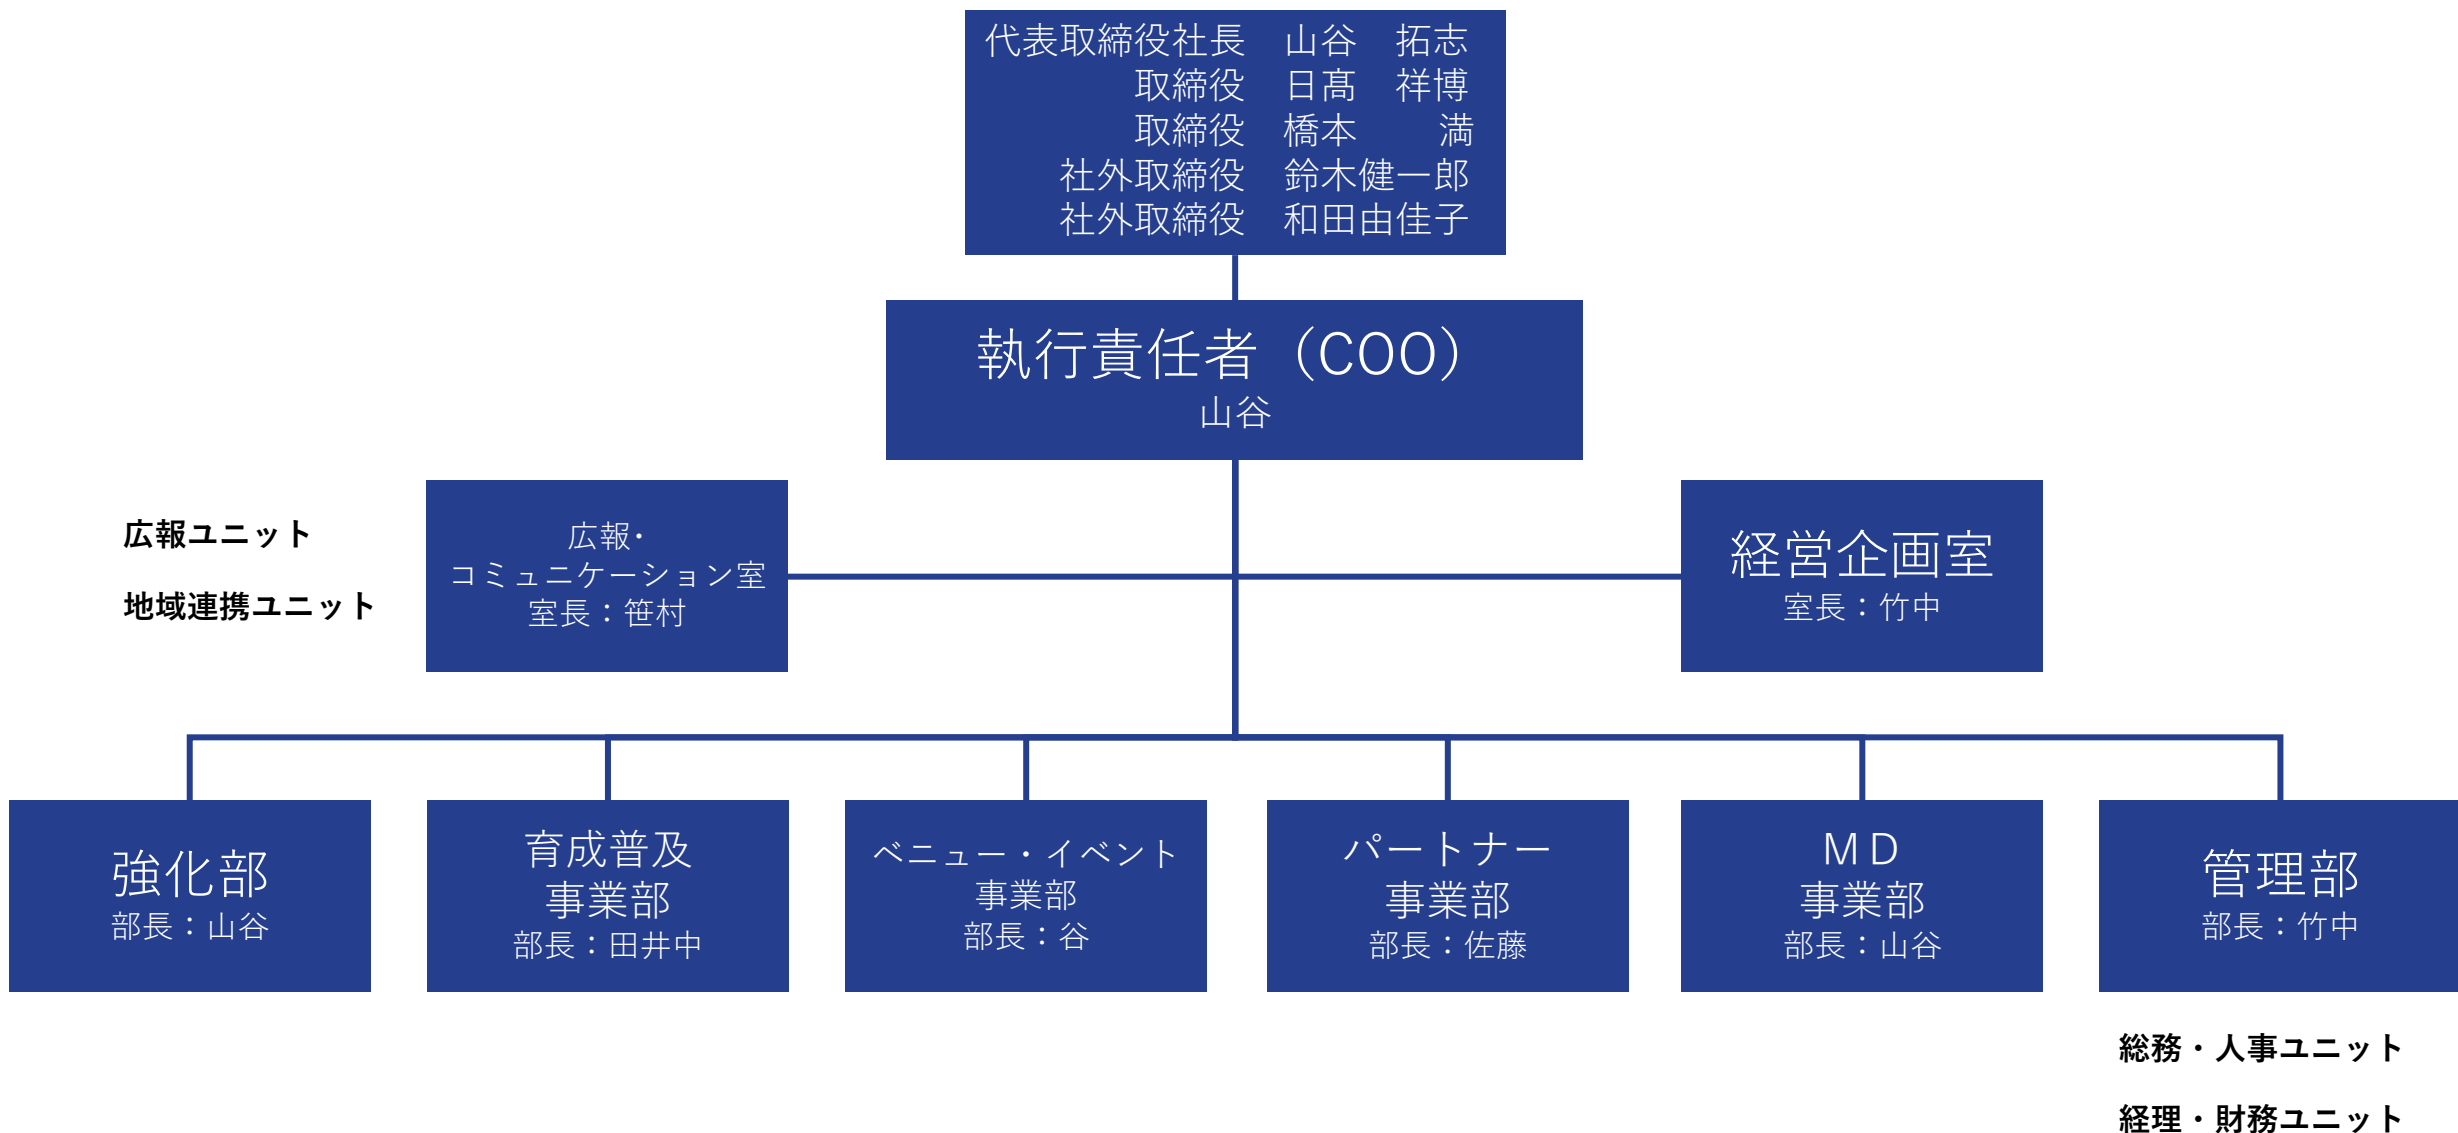 代表取締役社長　山谷　拓志
取締役　日髙　祥博
取締役　橋本　　満
社外取締役　鈴木健一郎
社外取締役　和田由佳子
執行責任者（COO）
山谷
広報ユニット
地域連携ユニット
広報・
コミュニケーション室
室長：笹村
経営企画室
室長：竹中
強化部
部長：山谷
育成普及
事業部
部長：田井中
ベニュー・イベント
事業部
部長：谷
パートナー
事業部
部長：佐藤
ＭＤ
事業部
部長：山谷
管理部
部長：竹中
総務・人事ユニット
経理・財務ユニット